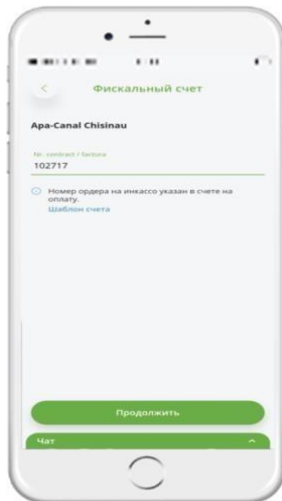 Фискальный счет
Apa-Canal Chisinau
Nr. contract / factura
102717
Номер ордера на инкассо указан в счете на
оплату.
Шаблон счета
Продолжить
Чат